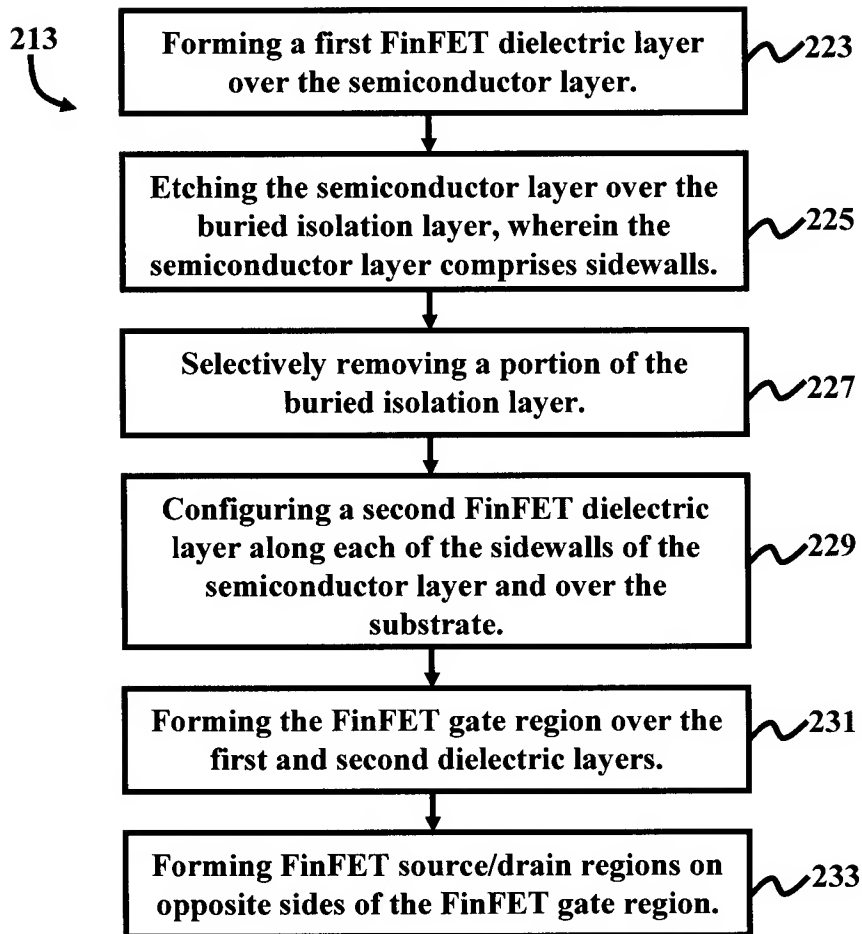 213
Forming a first FinFET dielectric layer
over the semiconductor layer.
223
Etching the semiconductor layer over the
buried isolation layer, wherein the
semiconductor layer comprises sidewalls.
225
Selectively removing a portion of the
buried isolation layer.
227
Configuring a second FinFET dielectric
layer along each of the sidewalls of the
semiconductor layer and over the
substrate.
229
Forming the FinFET gate region over the
first and second dielectric layers.
231
Forming FinFET source/drain regions on
opposite sides of the FinFET gate region.
233